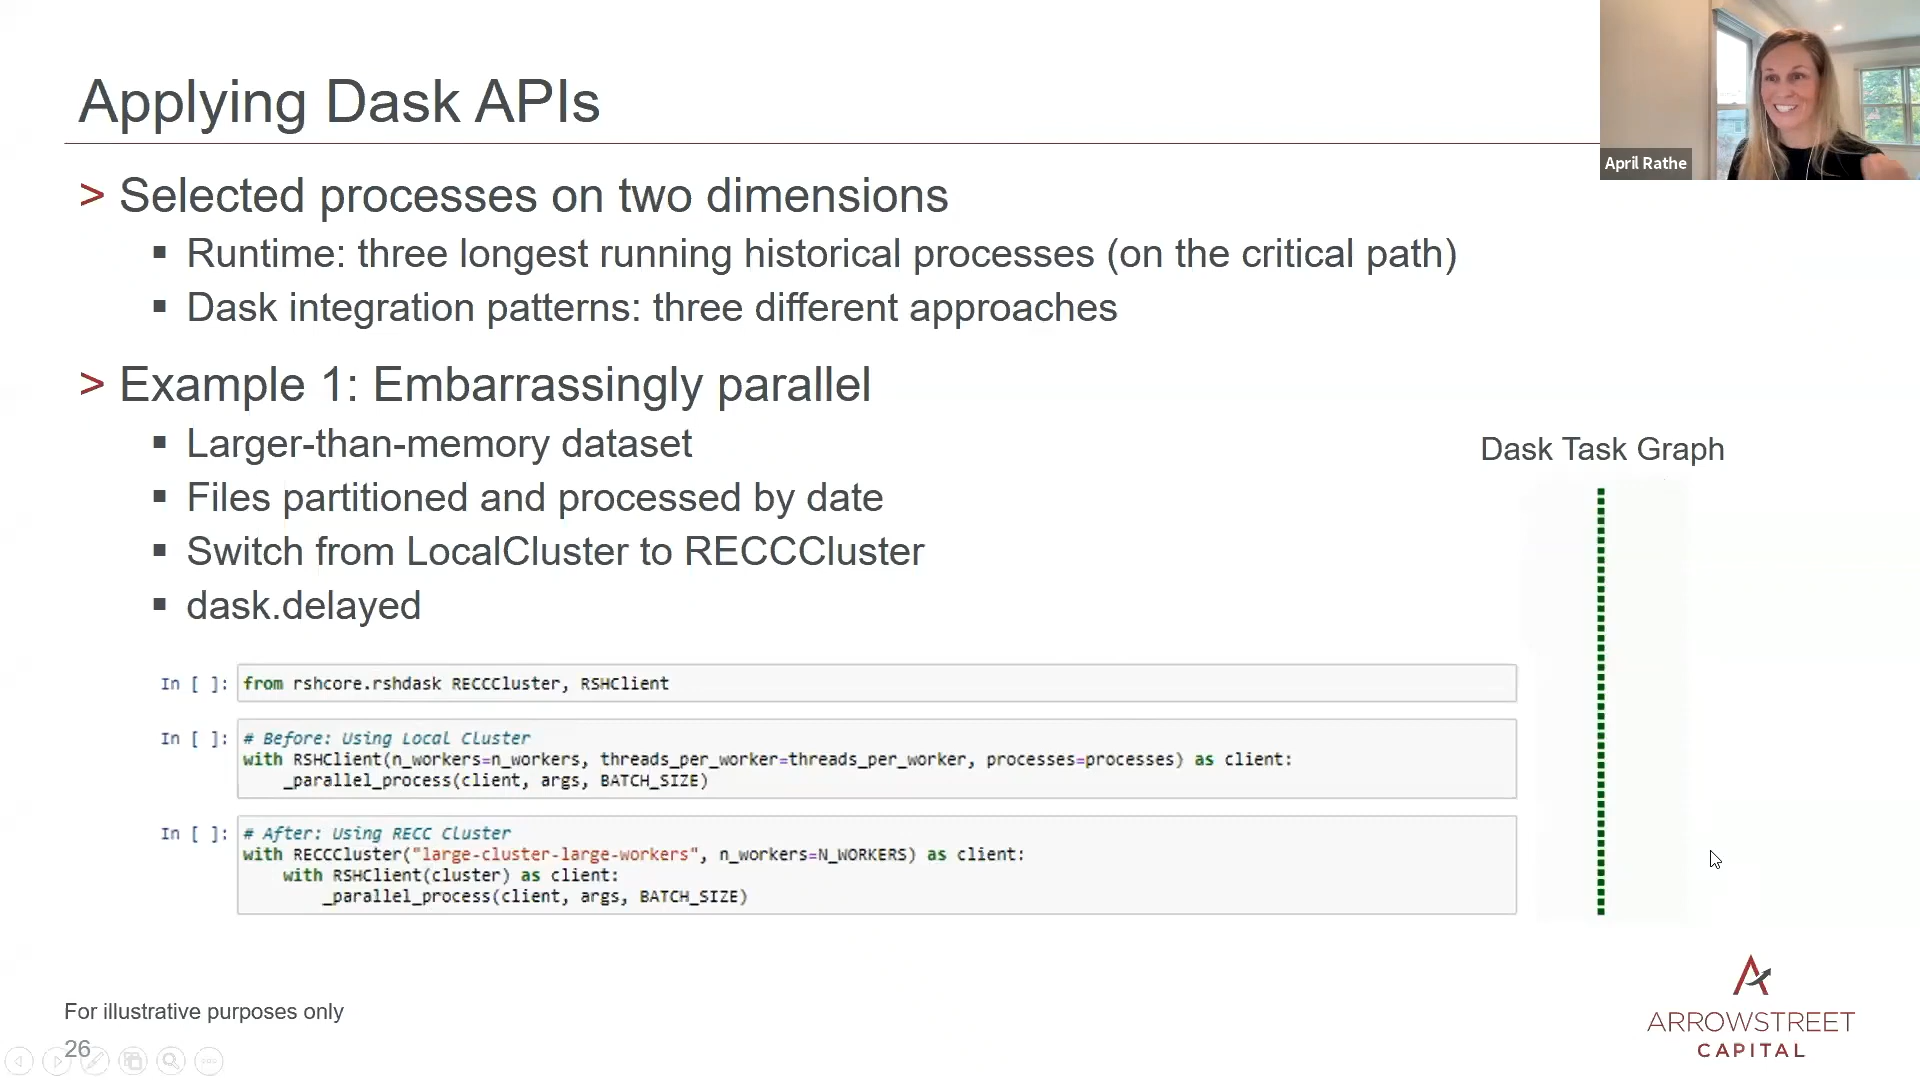 Applying Dask APIs
April Rathe
> Selected processes on two dimensions
▪ Runtime: three longest running historical processes (on the critical path)
▪ Dask integration patterns: three different approaches
> Example 1: Embarrassingly parallel
▪ Larger-than-memory dataset
▪ Files partitioned and processed by date
▪ Switch from LocalCluster to RECCCluster
▪ dask.delayed
Dask Task Graph
In [ ]: from rshcore.rshdask RECCCluster, RSHClient
In [ ]: # Before: Using Local Cluster
with RSHClient(n_workers=n_workers, threads_per_worker=threads_per_worker, processes=processes) as client:
_parallel_process(client, args, BATCH_SIZE)
In [ ]: # After: Using RECC Cluster
with RECCCluster("large-cluster-large-workers", n_workers=N_WORKERS) as client:
with RSHClient(cluster) as client:
_parallel_process(client, args, BATCH_SIZE)
For illustrative purposes only
26
ARROWSTREET
CAPITAL